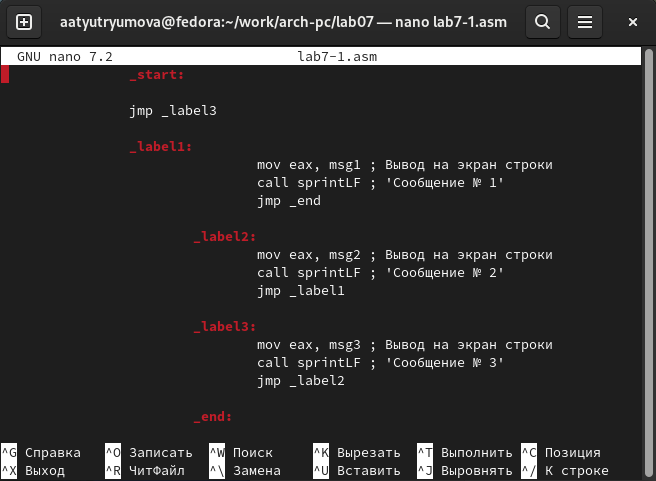 aatyutryumova@fedora:~/work/arch-pc/lab07 — nano lab7-1.asm
GNU nano 7.2 lab7-1.asm
_start:
jmp _label3
_label1:
mov eax, msg1 ; Вывод на экран строки
call sprintLF ; 'Сообщение № 1'
jmp _end
_label2:
mov eax, msg2 ; Вывод на экран строки
call sprintLF ; 'Сообщение № 2'
jmp _label1
_label3:
mov eax, msg3 ; Вывод на экран строки
call sprintLF ; 'Сообщение № 3'
jmp _label2
_end:
^G Справка ^O Записать ^W Поиск ^K Вырезать ^T Выполнить ^C Позиция
^X Выход ^R ЧитФайл ^\ Замена ^U Вставить ^J Выровнять ^/ К строке